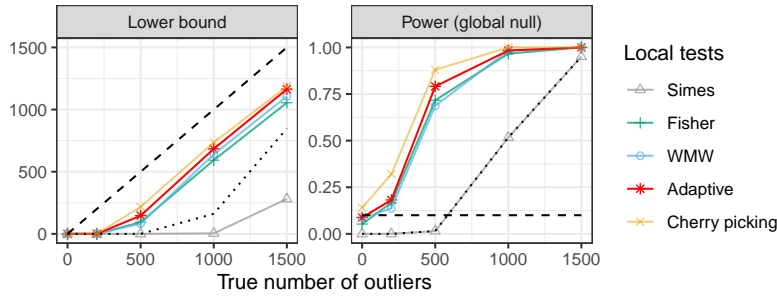 Lower bound
Power (global null)
1500
1000
500
0
0 500 1000 1500
1.00
0.75
0.50
0.25
0.00
0 500 1000 1500
True number of outliers
Local tests
Simes
Fisher
WMW
Adaptive
Cherry picking